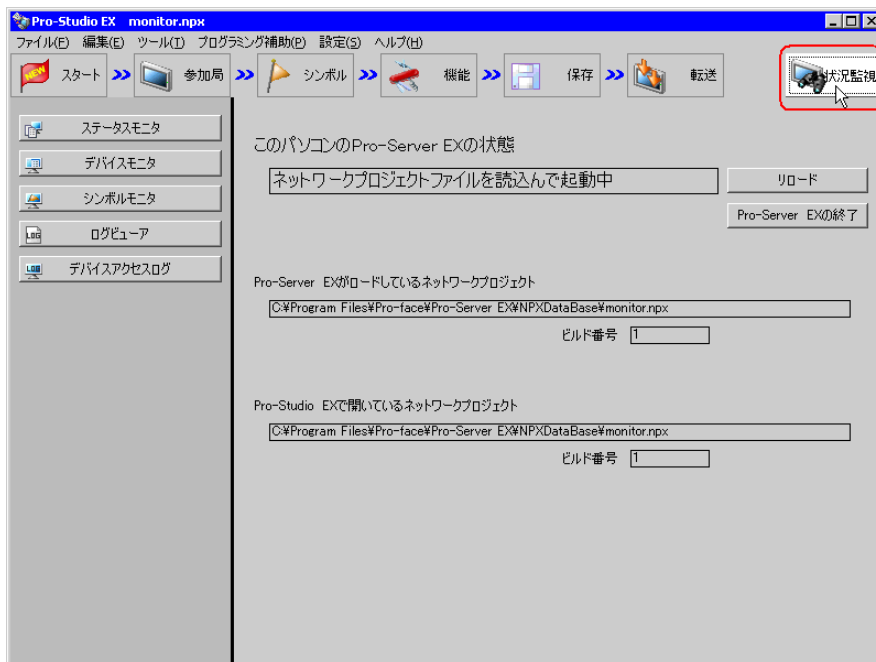 Pro-Studio EX monitor.npx
ファイル(F) 編集(E) ツール(T) プログラミング補助(P) 設定(S) ヘルプ(H)
NEW スタート 参加局 シンボル 機能 保存 転送 状況監視
ステータスモニタ
デバイスモニタ
シンボルモニタ
LOG ログビューア
デバイスアクセスログ
このパソコンのPro-Server EXの状態
ネットワークプロジェクトファイルを読込んで起動中 リロード
Pro-Server EXの終了
Pro-Server EXがロードしているネットワークプロジェクト
C:¥Program Files¥Pro-face¥Pro-Server EX¥NPXDataBase¥monitor.npx
ビルド番号 1
Pro-Studio EXで開いているネットワークプロジェクト
C:¥Program Files¥Pro-face¥Pro-Server EX¥NPXDataBase¥monitor.npx
ビルド番号 1